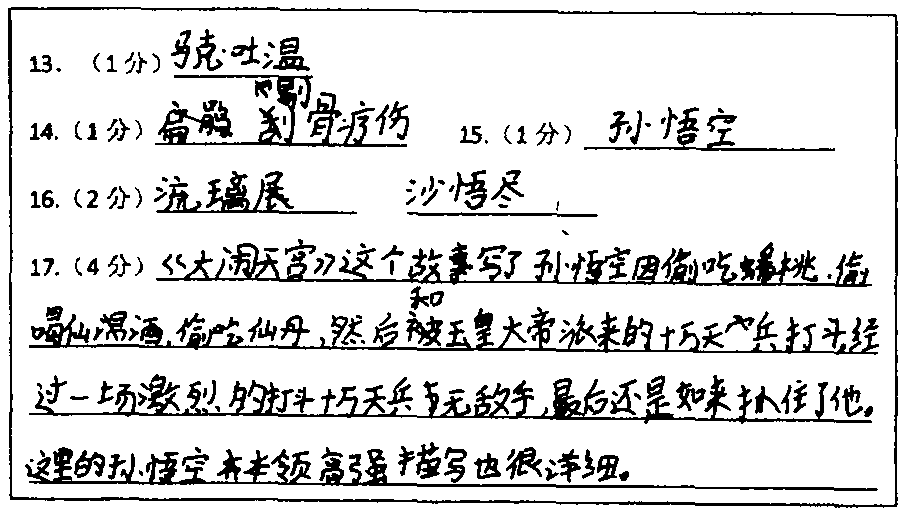 13. （1分）马克·吐温
14.（1分）扁鹊 刮骨疗伤 15.（1分）孙悟空
16.（2分）流璃展 沙悟尽
17.（4分）《大闹天宫》这个故事写了孙悟空因偷吃蟠桃.偷
喝仙酒,偷吃仙丹,然后和被玉皇大帝派来的十万天兵打斗,经
过一场激烈的打斗十万天兵无敌手,最后还是如来扑住了他。
这里的孙悟空本领高强描写也很详细。